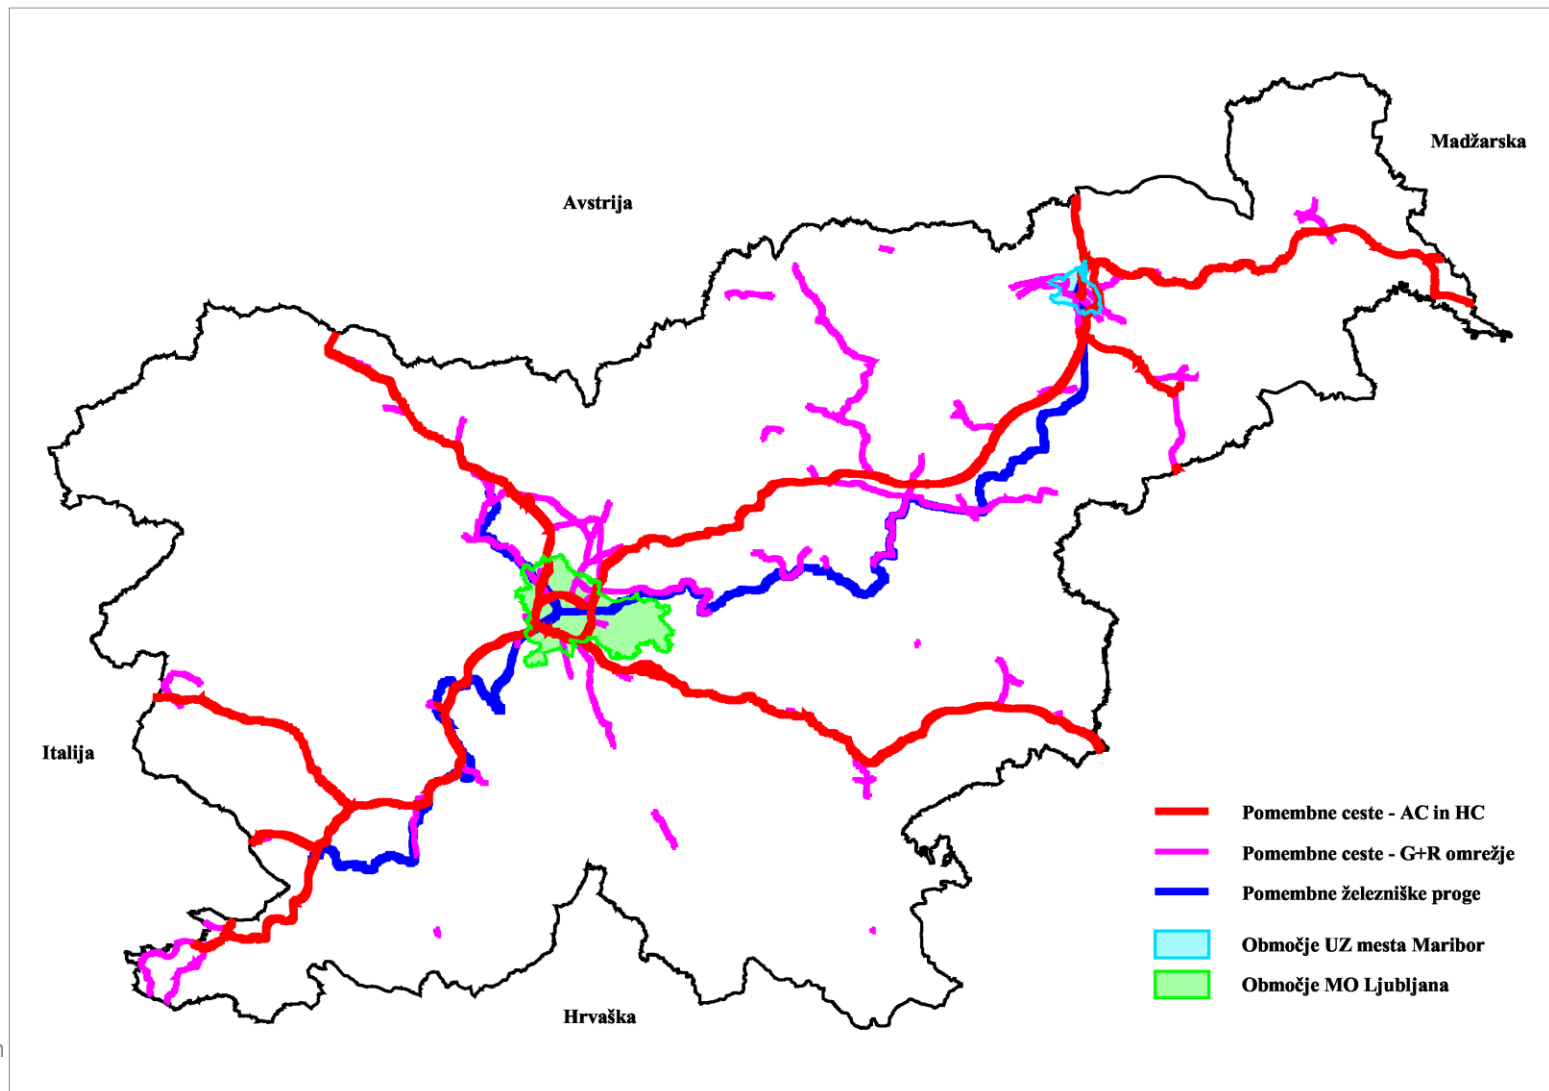 Madžarska
Avstrija
Italija
Pomembne ceste - AC in HC
Pomembne ceste - G+R omrežje
Pomembne železniške proge
Območje UZ mesta Maribor
Območje MO Ljubljana
Hrvaška